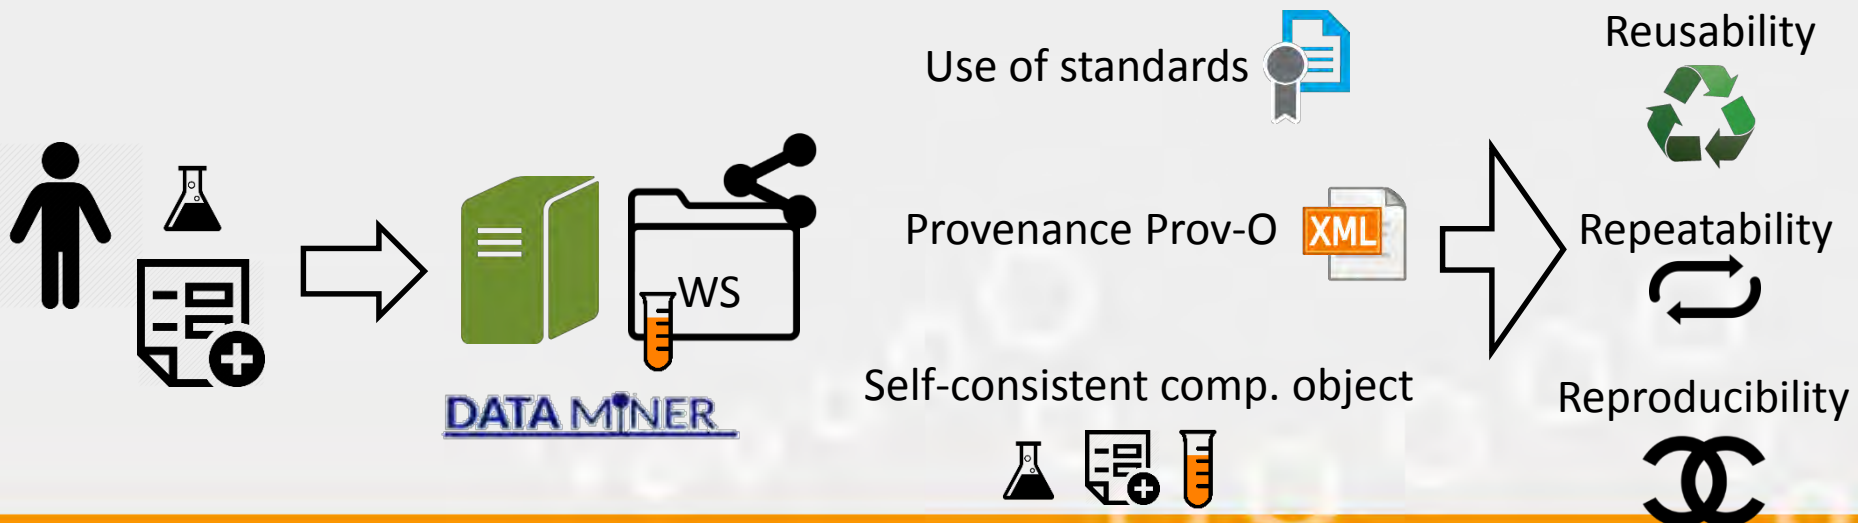 Use of standards
Reusability
WS
DATA MINER
Provenance Prov-O
XML
Repeatability
Self-consistent comp. object
Reproducibility